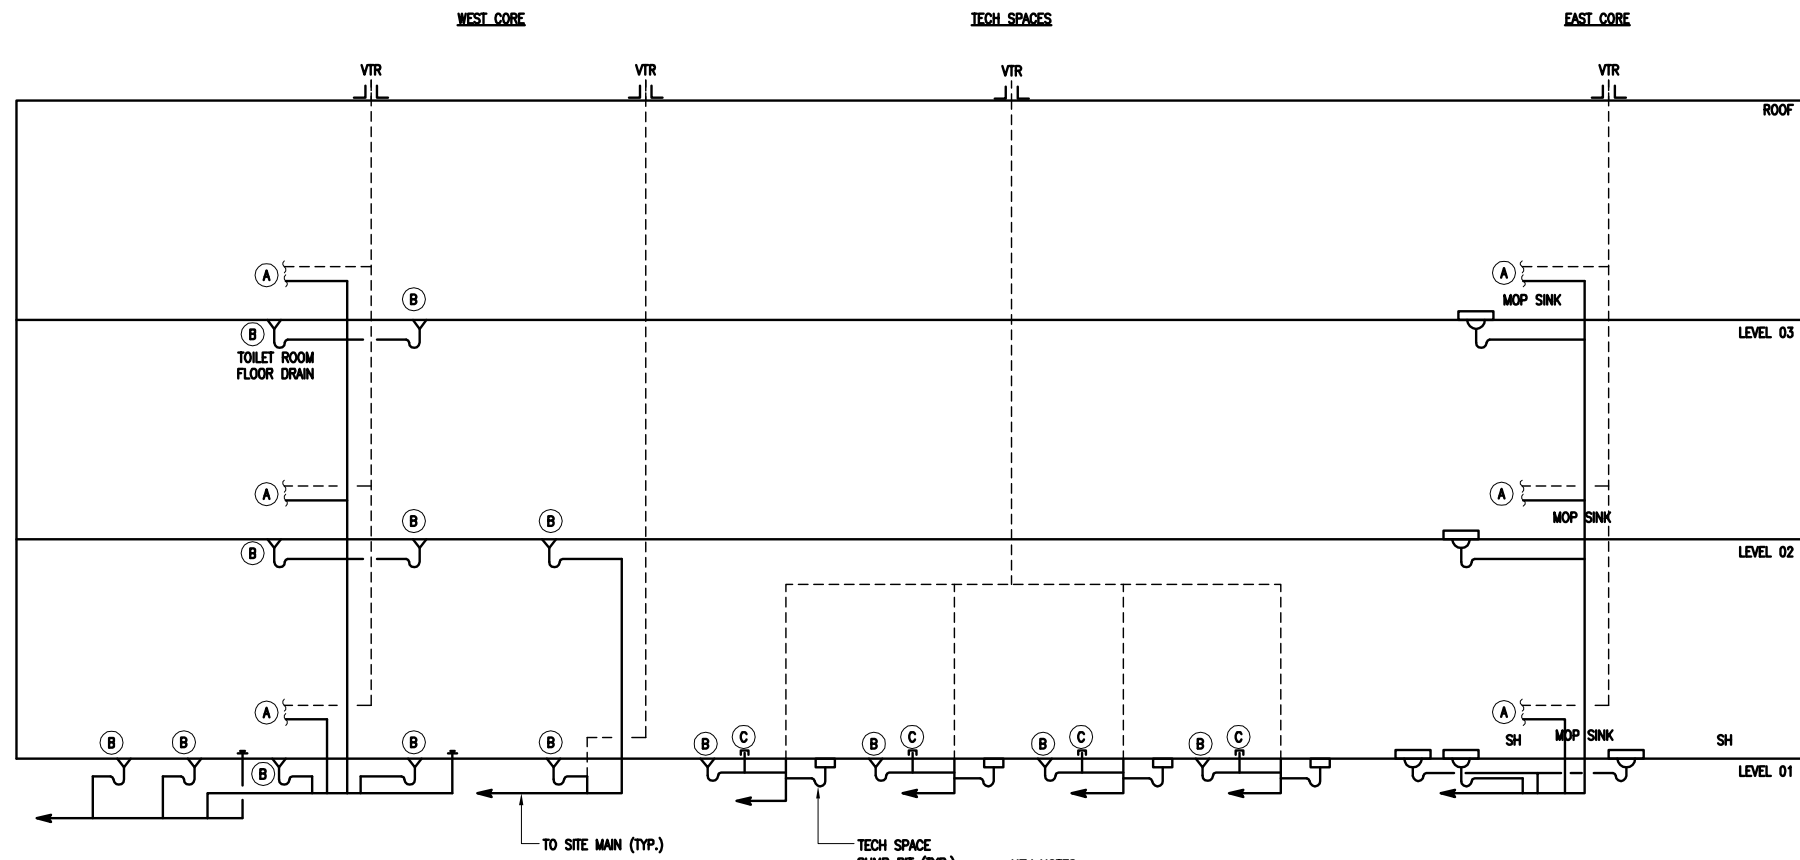 WEST CORE
TECH SPACES
EAST CORE
VTR
VTR
VTR
VTR
ROOF
A
B
A
MOP SINK
B
TOILET ROOM
FLOOR DRAIN
LEVEL 03
A
A
B
B
MOP SINK
B
LEVEL 02
A
A
B
B
B
B
B
C
B
C
B
C
B
C
SH
MOP SINK
SH
B
LEVEL 01
TO SITE MAIN (TYP.)
TECH SPACE